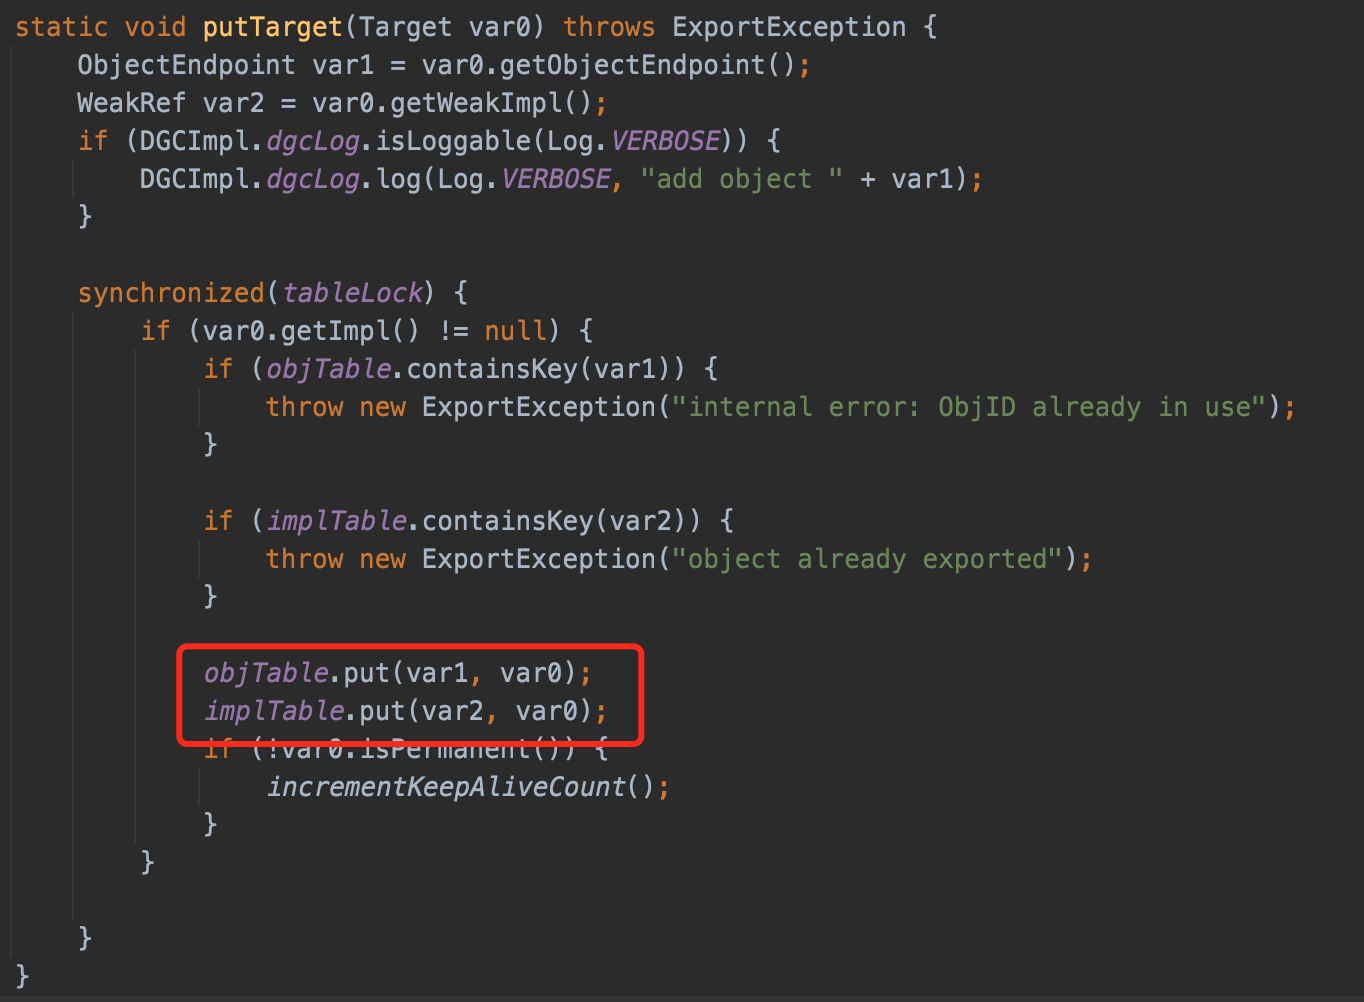 static void putTarget(Target var0) throws ExportException {
ObjectEndpoint var1 = var0.getObjectEndpoint();
WeakRef var2 = var0.getWeakImpl();
if (DGCImpl.dgcLog.isLoggable(Log.VERBOSE)) {
DGCImpl.dgcLog.log(Log.VERBOSE, "add object " + var1);
}
synchronized(tableLock) {
if (var0.getImpl() != null) {
if (objTable.containsKey(var1)) {
throw new ExportException("internal error: ObjID already in use");
}
if (implTable.containsKey(var2)) {
throw new ExportException("object already exported");
}
objTable.put(var1, var0);
implTable.put(var2, var0);
if (!var0.isPermanent()) {
incrementKeepAliveCount();
}
}
}
}